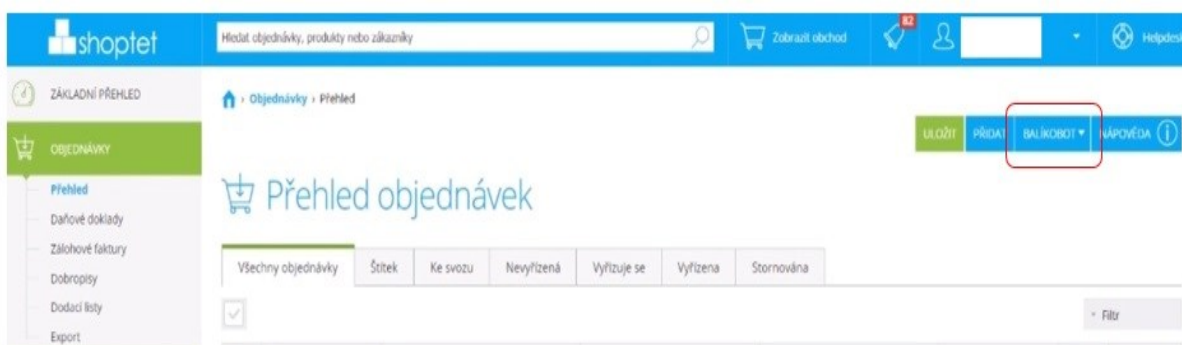 shoptet
Hledat objednávky, produkty nebo zákazníky
Zobrazit obchod
82
Helpdesk
ZÁKLADNÍ PŘEHLED
OBJEDNÁVKY
Přehled
Daňové doklady
Zálohové faktury
Dobropisy
Dodací listy
Export
› Objednávky › Přehled
ULOŽIT PŘIDAT BALÍKOBOT NÁPOVĚDA
Přehled objednávek
Všechny objednávky Štítek Ke svozu Nevyřízená Vyřizuje se Vyřízena Stornována
Filtr